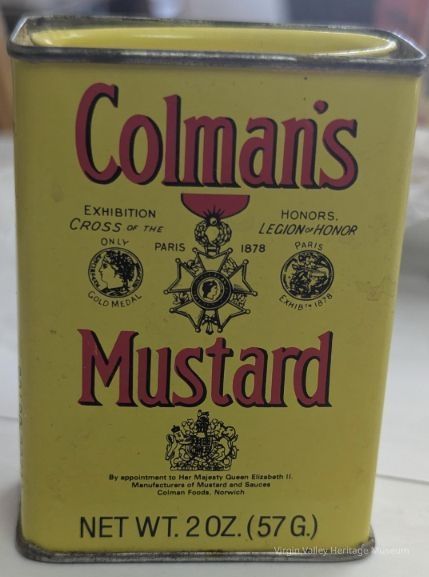 Colman's
EXHIBITION
CROSS OF THE
HONORS.
LEGION OF HONOR
PARIS 1878
ONLY
GOLD MEDAL
PARIS
EXHIBTN 1878
Mustard
By appointment to Her Majesty Queen Elizabeth II.
Manufacturers of Mustard and Sauces
Colman Foods, Norwich
NET WT. 2 OZ. (57 G.)
Virgin Valley Heritage Museum